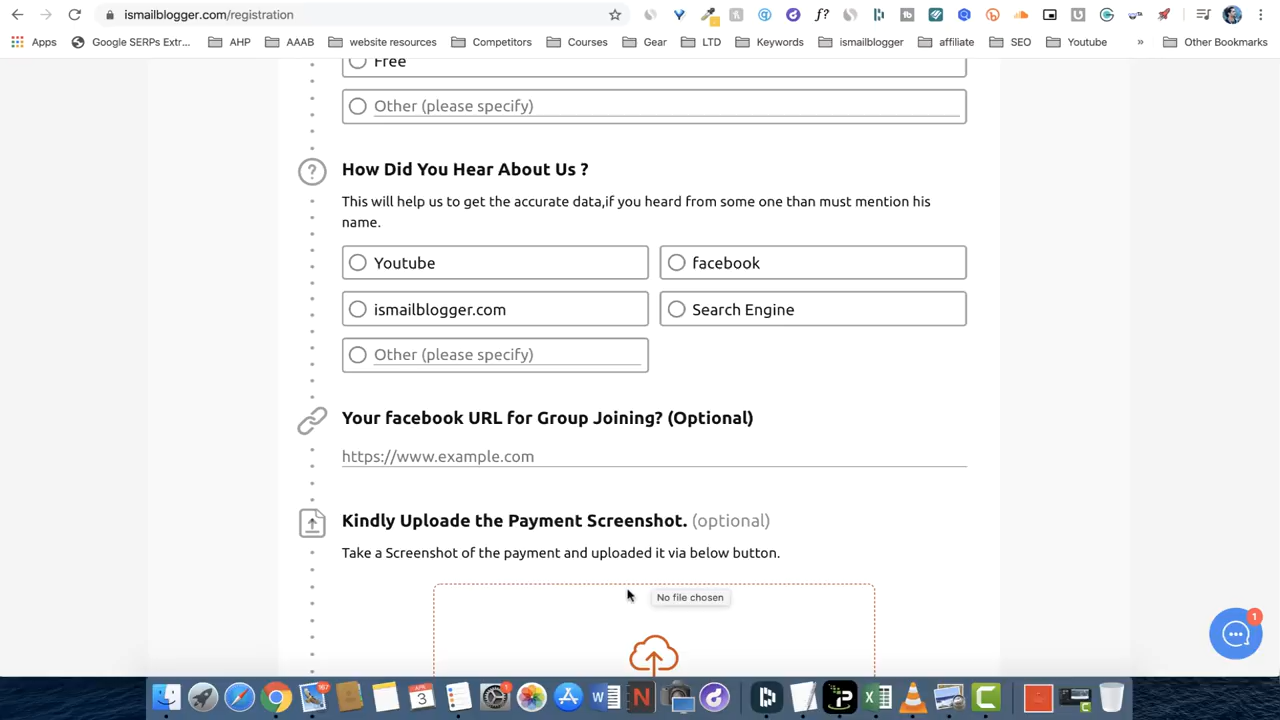 ismailblogger.com/registration
f?
Apps
Google SERPs Extr...
AHP
AAAB
website resources
Competitors
Courses
Gear
LTD
Keywords
ismailblogger
affiliate
SEO
Youtube
»
Other Bookmarks
Free
Other (please specify)
? How Did You Hear About Us ?
This will help us to get the accurate data,if you heard from some one than must mention his
name.
Youtube
facebook
ismailblogger.com
Search Engine
Other (please specify)
Your facebook URL for Group Joining? (Optional)
https://www.example.com
Kindly Uploade the Payment Screenshot. (optional)
Take a Screenshot of the payment and uploaded it via below button.
No file chosen
1
APR
3
W
N